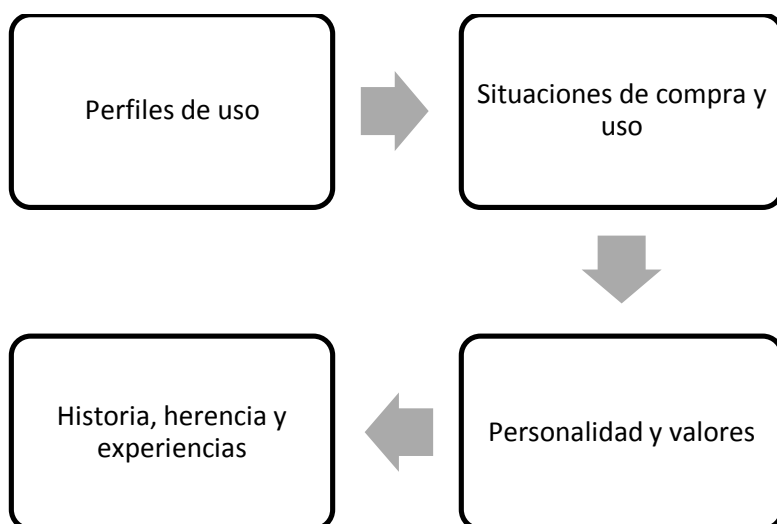 Perfiles de uso
Situaciones de compra y
uso
Personalidad y valores
Historia, herencia y
experiencias